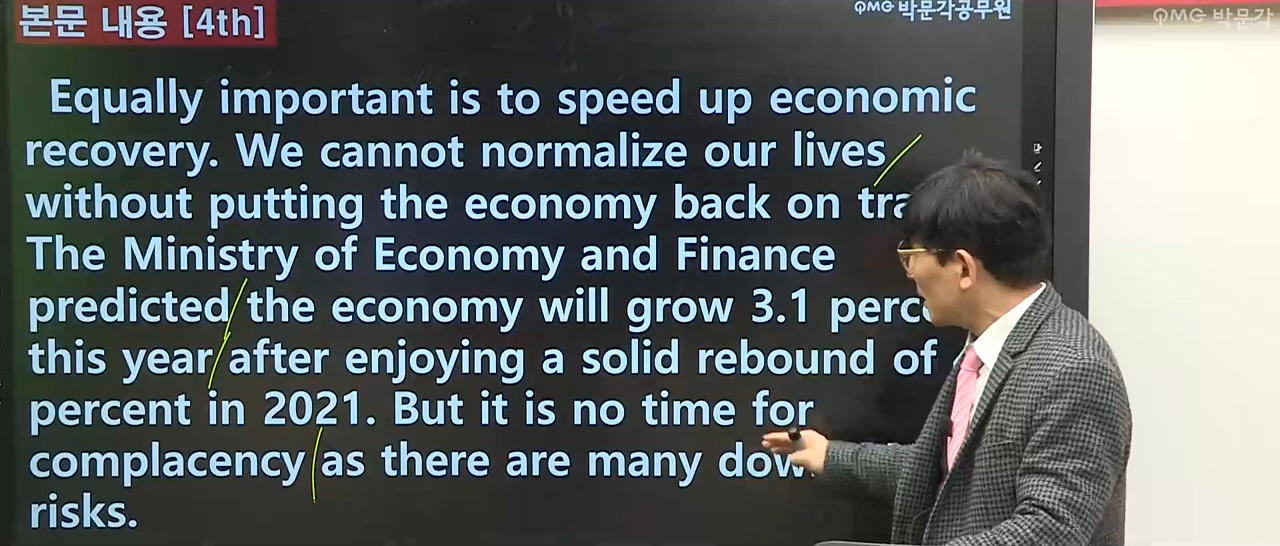 본문 내용 [4th]
QMG 박문각공무원
QMG 박문각
Equally important is to speed up economic
recovery. We cannot normalize our lives
without putting the economy back on
The Ministry of Economy and Finance
predicted the economy will grow 3.1
this year after enjoying a solid rebound of
percent in 2021. But it is no time for
complacency as there are many
risks.